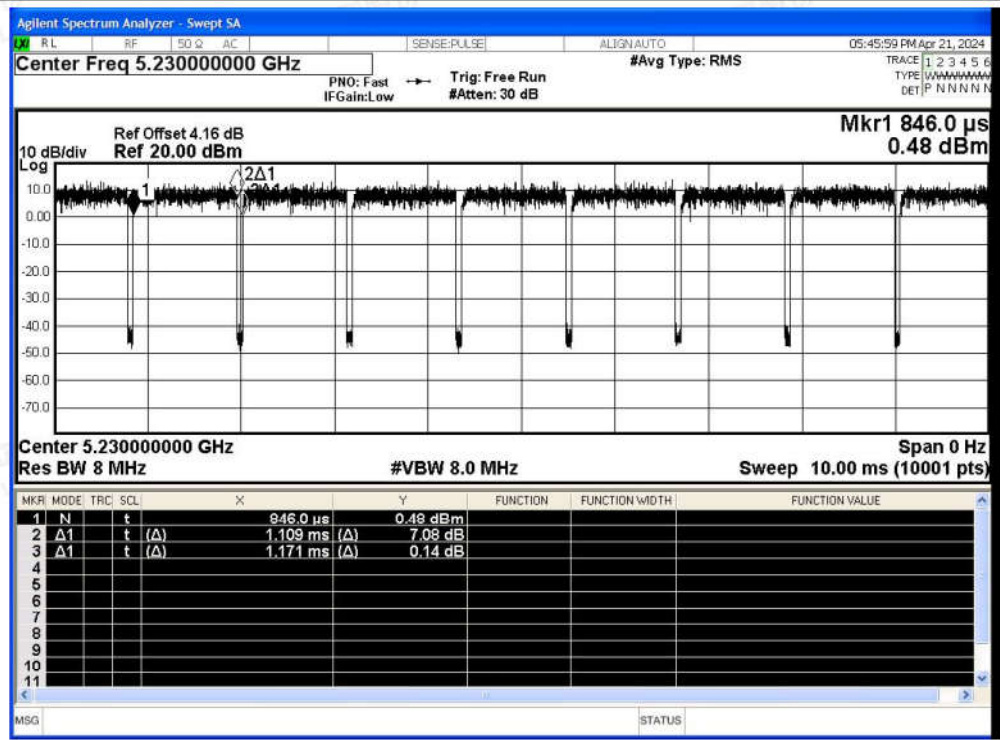 Agilent Spectrum Analyzer - Swept SA
LXI RL RF 50 Ω AC SENSE:PULSE ALIGNAUTO 05:45:59 PM Apr 21, 2024
Center Freq 5.230000000 GHz
#Avg Type: RMS
TRACE 1 2 3 4 5 6
PNO: Fast Trig: Free Run
TYPE WWWWWW
IFGain:Low #Atten: 30 dB
DET P N N N N N
Mkr1 846.0 µs
Ref Offset 4.16 dB
10 dB/div Ref 20.00 dBm 0.48 dBm
Log
2Δ1
1
10.0
0.00
-10.0
-20.0
-30.0
-40.0
-50.0
-60.0
-70.0
Center 5.230000000 GHz Span 0 Hz
Res BW 8 MHz #VBW 8.0 MHz Sweep 10.00 ms (10001 pts)
MKR MODE TRC SCL X Y FUNCTION FUNCTION WIDTH FUNCTION VALUE
1 N t 846.0 µs 0.48 dBm
2 Δ1 t (Δ) 1.109 ms (Δ) 7.08 dB
3 Δ1 t (Δ) 1.171 ms (Δ) 0.14 dB
4
5
6
7
8
9
10
11
MSG STATUS